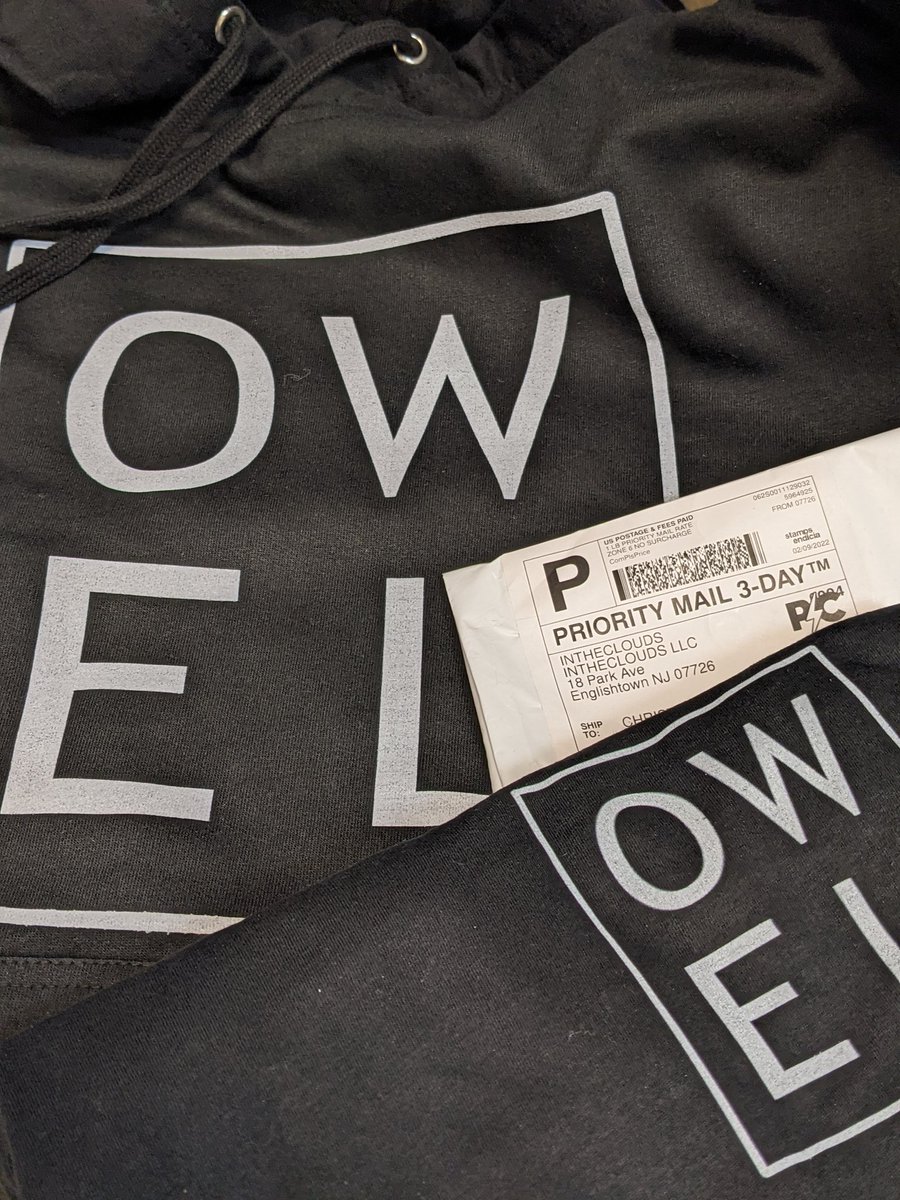 OW
EL
US POSTAGE & FEES PAID
1 LB PRIORITY MAIL RATE
ZONE 6 NO SURCHARGE
ComPlsPrice
062S0011129032
5964925
FROM 07726
stamps
endicia
02/09/2022
P
PRIORITY MAIL 3-DAY™
INTHECLOUDS
INTHECLOUDS LLC
18 Park Ave
Englishtown NJ 07726
SHIP
TO:
OW
EL